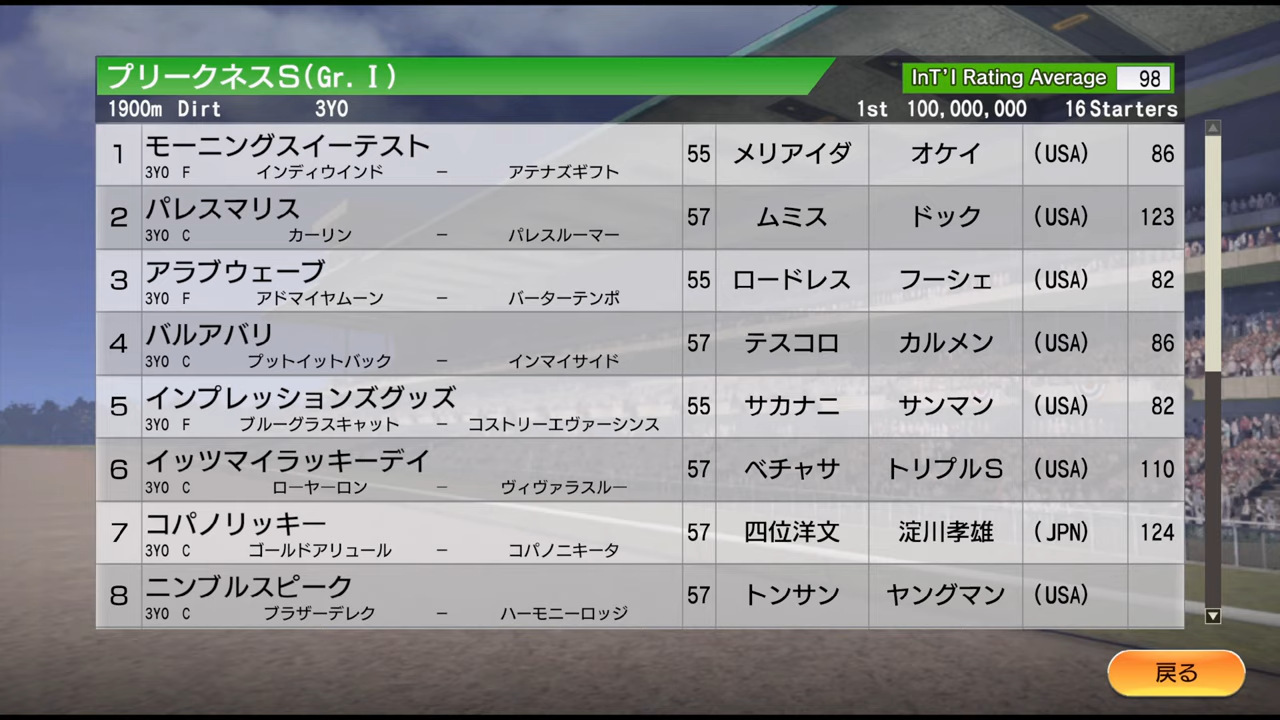 プリークネスS(Gr.Ⅰ)
InT'l Rating Average 98
1900m Dirt 3YO 1st 100,000,000 16Starters
1 モーニングスイーテスト 55 メリアイダ オケイ (USA) 86
3YO F インディウインド － アテナズギフト
2 パレスマリス 57 ムミス ドック (USA) 123
3YO C カーリン － パレスルーマー
3 アラブウェーブ 55 ロードレス フーシェ (USA) 82
3YO F アドマイヤムーン － バーターテンポ
4 バルアバリ 57 テスコロ カルメン (USA) 86
3YO C プットイットバック － インマイサイド
5 インプレッションズグッズ 55 サカナニ サンマン (USA) 82
3YO F ブルーグラスキャット － コストリーエヴァーシンス
6 イッツマイラッキーデイ 57 ベチャサ トリプルS (USA) 110
3YO C ローヤーロン － ヴィヴァラスルー
7 コパノリッキー 57 四位洋文 淀川孝雄 (JPN) 124
3YO C ゴールドアリュール － コパノニキータ
8 ニンブルスピーク 57 トンサン ヤングマン (USA)
3YO C ブラザーデレク － ハーモニーロッジ
戻る